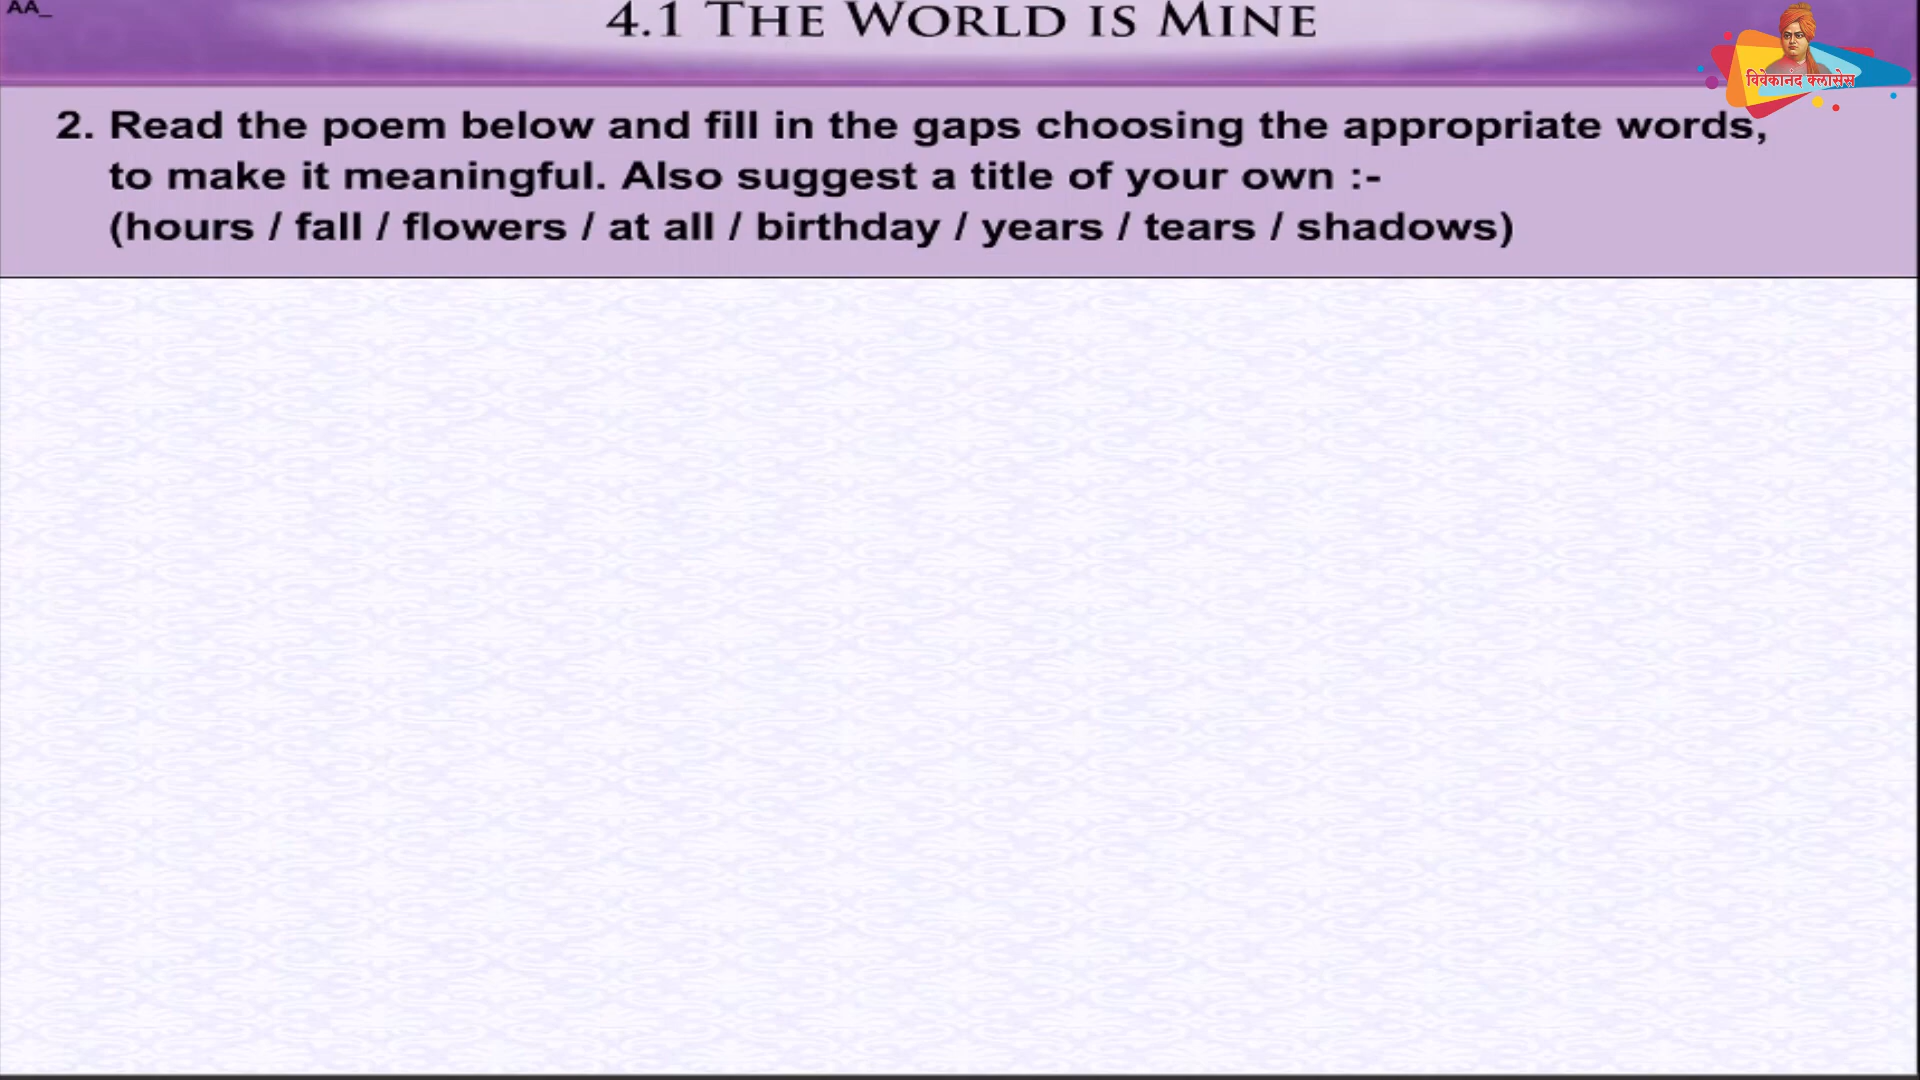 AA_
4.1 THE WORLD IS MINE
विवेकानंद क्लासेस
2. Read the poem below and fill in the gaps choosing the appropriate words,
to make it meaningful. Also suggest a title of your own :-
(hours / fall / flowers / at all / birthday / years / tears / shadows)